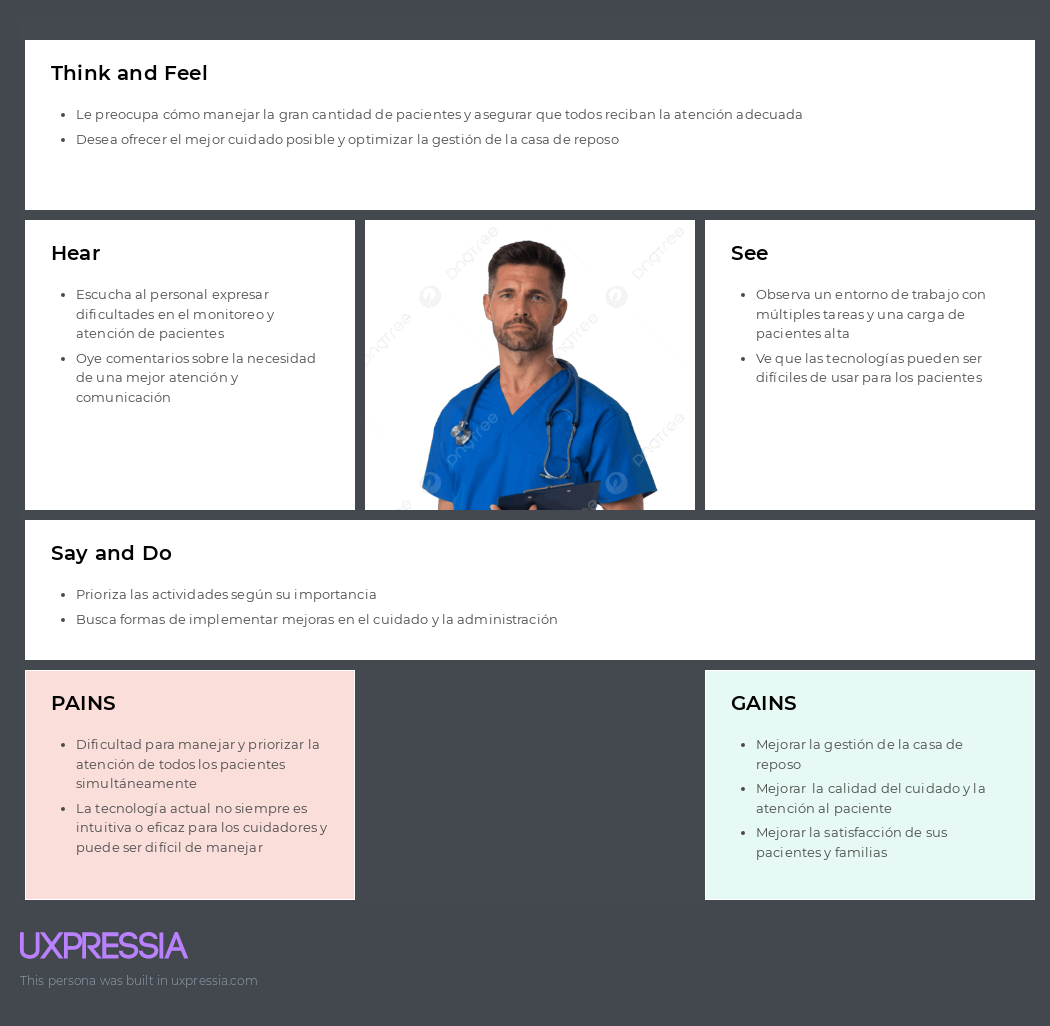 Think and Feel
Le preocupa cómo manejar la gran cantidad de pacientes y asegurar que todos reciban la atención adecuada
Desea ofrecer el mejor cuidado posible y optimizar la gestión de la casa de reposo
Hear
Escucha al personal expresar
dificultades en el monitoreo y
atención de pacientes
Oye comentarios sobre la necesidad
de una mejor atención y
comunicación
pngtree
pngtree
pngtree
pngtree
pngtree
pngtree
See
Observa un entorno de trabajo con
múltiples tareas y una carga de
pacientes alta
Ve que las tecnologías pueden ser
difíciles de usar para los pacientes
Say and Do
Prioriza las actividades según su importancia
Busca formas de implementar mejoras en el cuidado y la administración
PAINS
Dificultad para manejar y priorizar la
atención de todos los pacientes
simultáneamente
La tecnología actual no siempre es
intuitiva o eficaz para los cuidadores y
puede ser difícil de manejar
GAINS
Mejorar la gestión de la casa de
reposo
Mejorar  la calidad del cuidado y la
atención al paciente
Mejorar la satisfacción de sus
pacientes y familias
UXPRESSIA
This persona was built in uxpressia.com